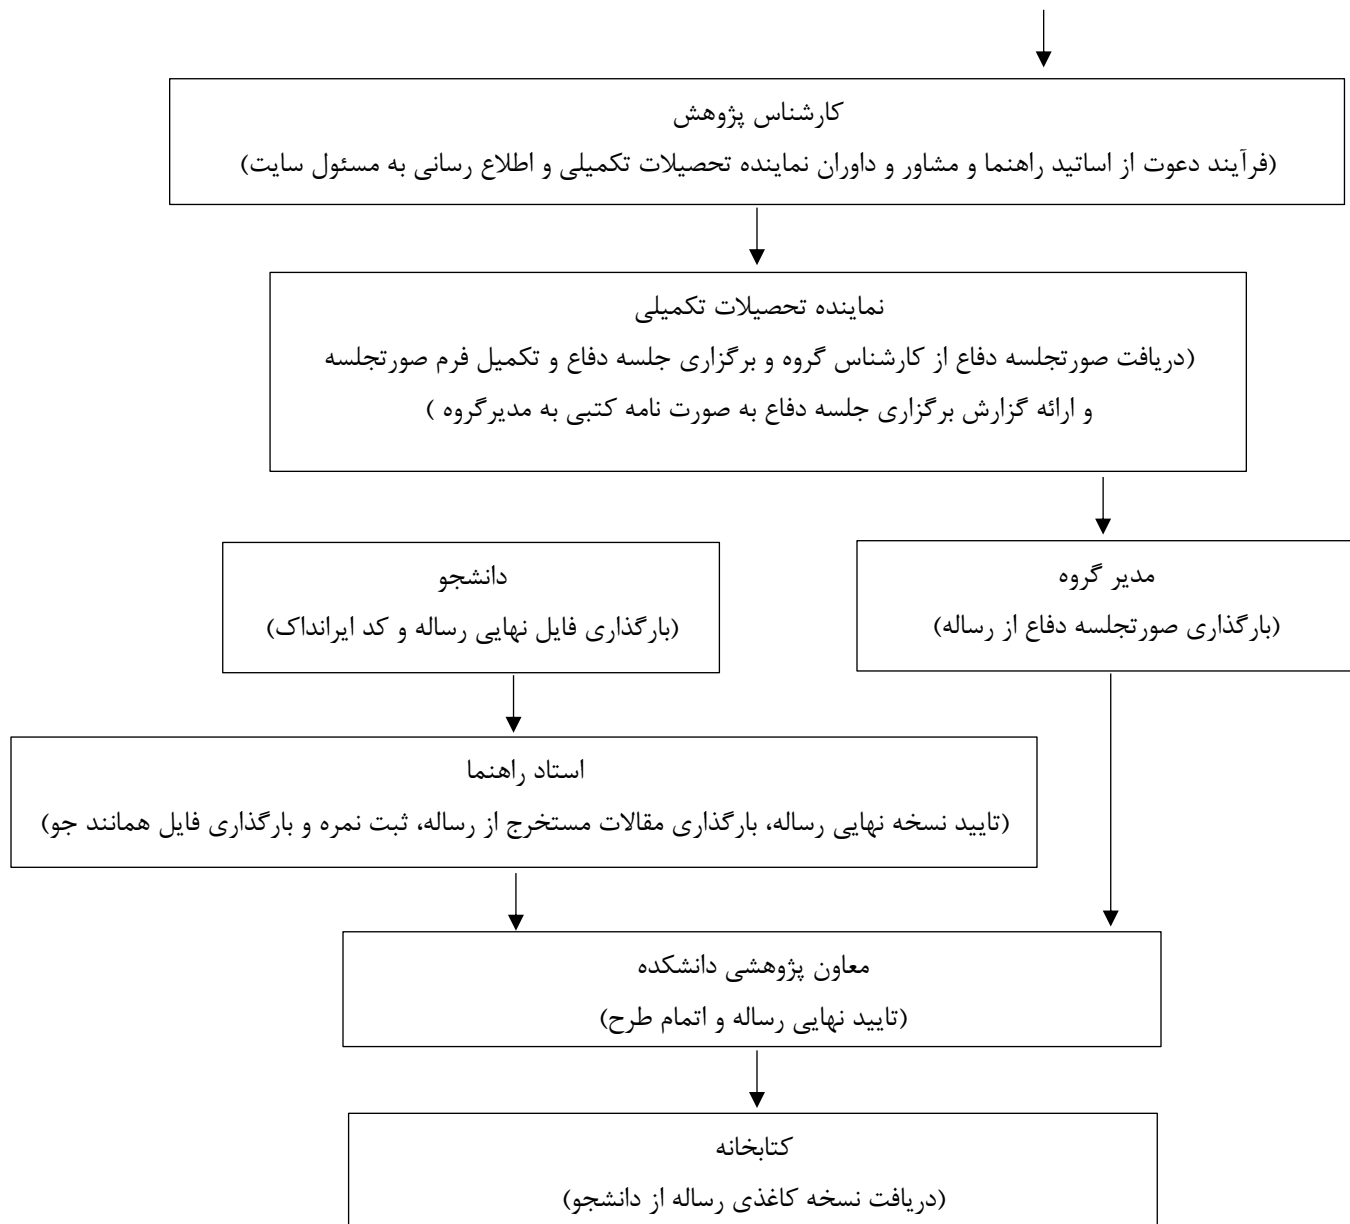 کارشناس پژوهش
(فرآیند دعوت از اساتید راهنما و مشاور و داوران نماینده تحصیلات تکمیلی و اطلاع رسانی به مسئول سایت)
نماینده تحصیلات تکمیلی
(دریافت صورتجلسه دفاع از کارشناس گروه و برگزاری جلسه دفاع و تکمیل فرم صورتجلسه
و ارائه گزارش برگزاری جلسه دفاع به صورت نامه کتبی به مدیرگروه )
مدیر گروه
(بارگذاری صورتجلسه دفاع از رساله)
دانشجو
(بارگذاری فایل نهایی رساله و کد ایرانداک)
استاد راهنما
(تایید نسخه نهایی رساله، بارگذاری مقالات مستخرج از رساله، ثبت نمره و بارگذاری فایل همانند جو)
معاون پژوهشی دانشکده
(تایید نهایی رساله و اتمام طرح)
کتابخانه
(دریافت نسخه کاغذی رساله از دانشجو)